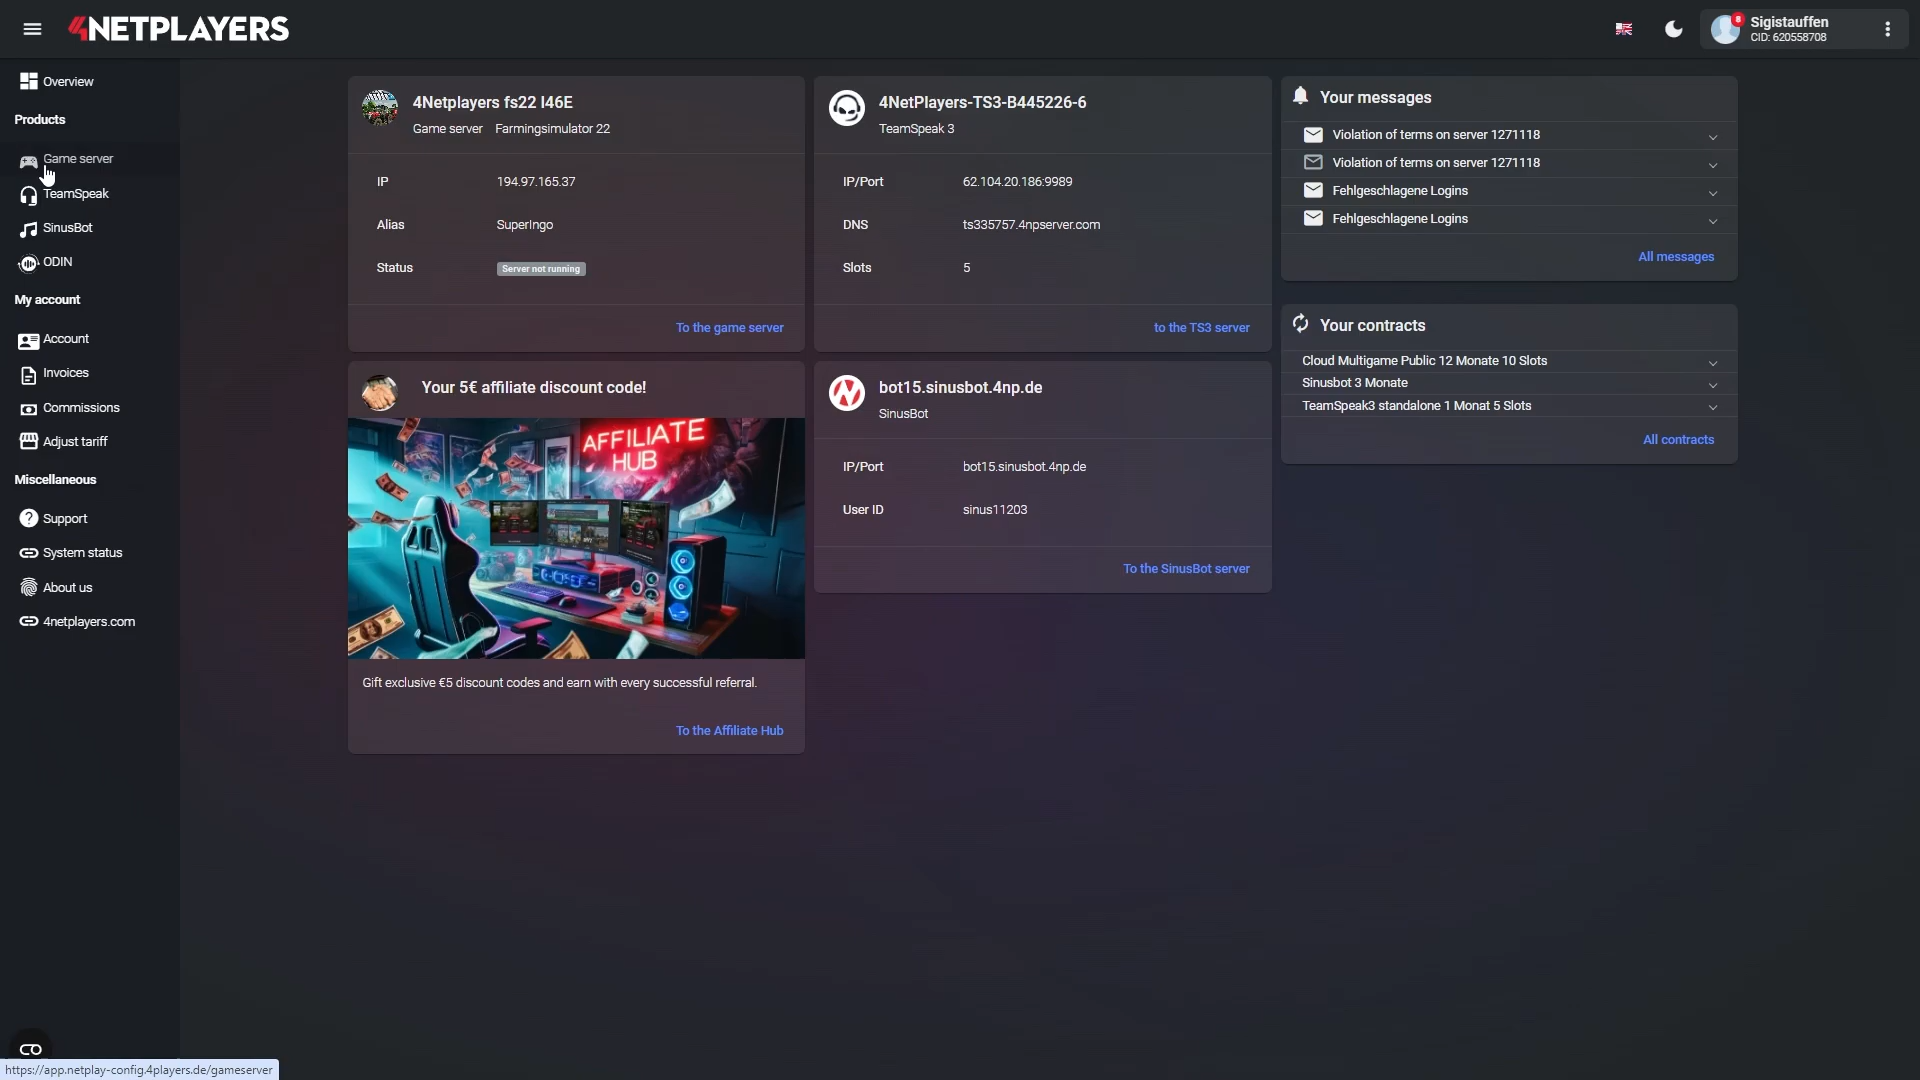 4NETPLAYERS
8
Sigistauffen
CID: 620558708
Overview
Products
Game server
TeamSpeak
SinusBot
ODIN
My account
Account
Invoices
Commissions
Adjust tariff
Miscellaneous
Support
System status
About us
4netplayers.com
4Netplayers fs22 I46E
Game server Farmingsimulator 22
IP 194.97.165.37
Alias SuperIngo
Status Server not running
To the game server
4NetPlayers-TS3-B445226-6
TeamSpeak 3
IP/Port 62.104.20.186:9989
DNS ts335757.4npserver.com
Slots 5
to the TS3 server
Your messages
Violation of terms on server 1271118
Violation of terms on server 1271118
Fehlgeschlagene Logins
Fehlgeschlagene Logins
All messages
Your contracts
Cloud Multigame Public 12 Monate 10 Slots
Sinusbot 3 Monate
TeamSpeak3 standalone 1 Monat 5 Slots
All contracts
Your 5€ affiliate discount code!
AFFILIATE
HUB
Gift exclusive €5 discount codes and earn with every successful referral.
To the Affiliate Hub
bot15.sinusbot.4np.de
SinusBot
IP/Port bot15.sinusbot.4np.de
User ID sinus11203
To the SinusBot server
https://app.netplay-config.4players.de/gameserver